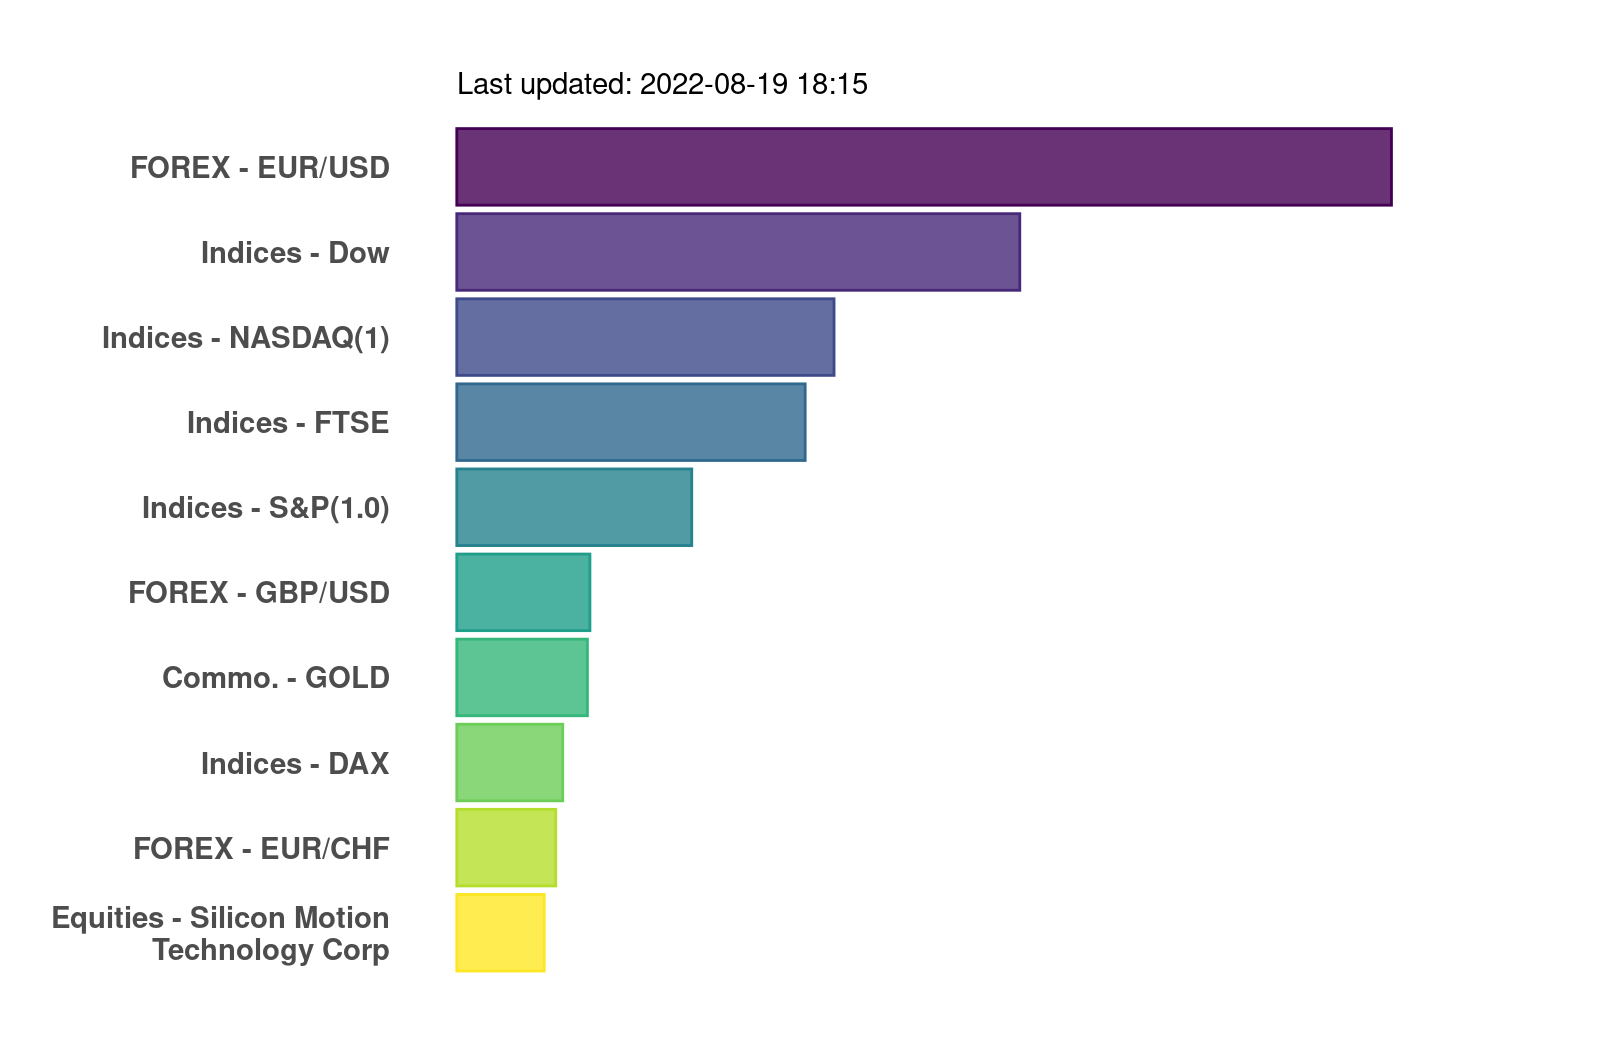 Last updated: 2022-08-19 18:15
FOREX - EUR/USD
Indices - Dow
Indices - NASDAQ(1)
Indices - FTSE
Indices - S&P(1.0)
FOREX - GBP/USD
Commo. - GOLD
Indices - DAX
FOREX - EUR/CHF
Equities - Silicon Motion
Technology Corp